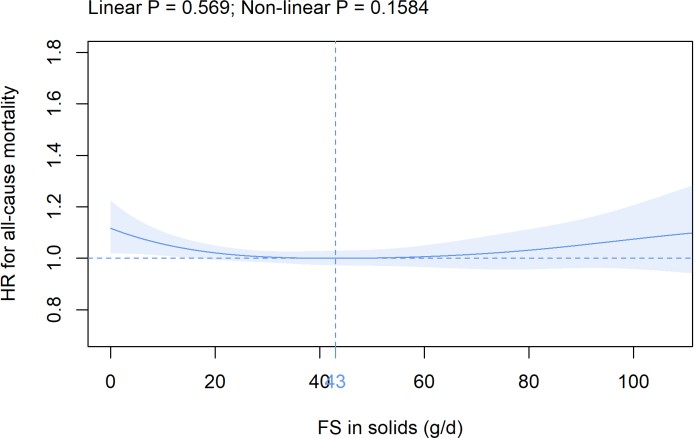 Linear P = 0.569; Non-linear P = 0.1584
HR for all-cause mortality
1.8
1.6
1.4
1.2
1.0
0.8
0 20 40 43 60 80 100
FS in solids (g/d)